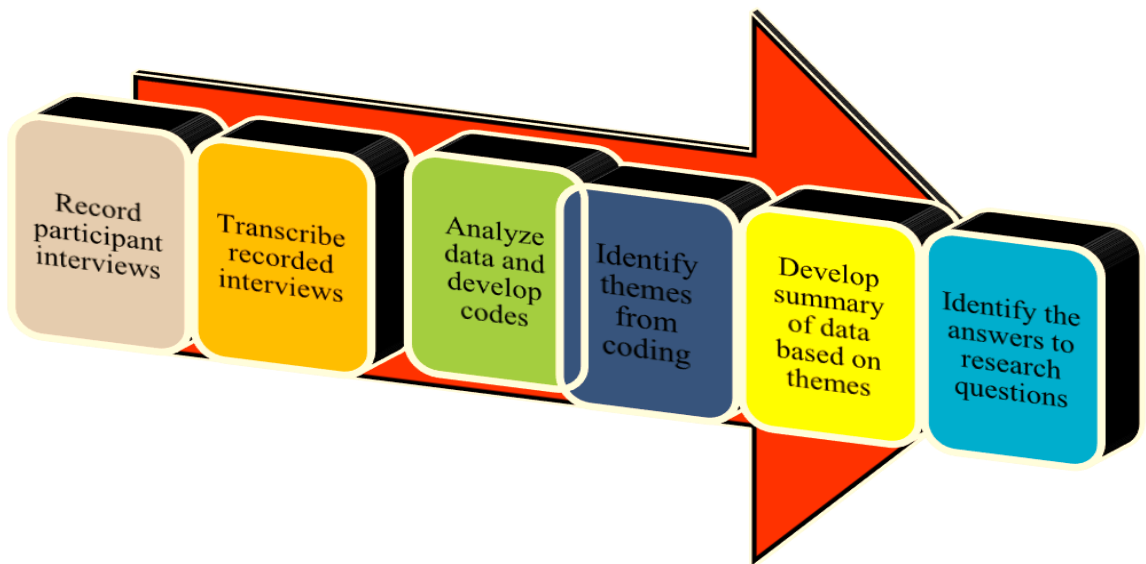 Record
participant
interviews
Transcribe
recorded
interviews
Analyze
data and
develop
codes
Identify
themes
from
coding
Develop
summary
of data
based on
themes
Identify the
answers to
research
questions